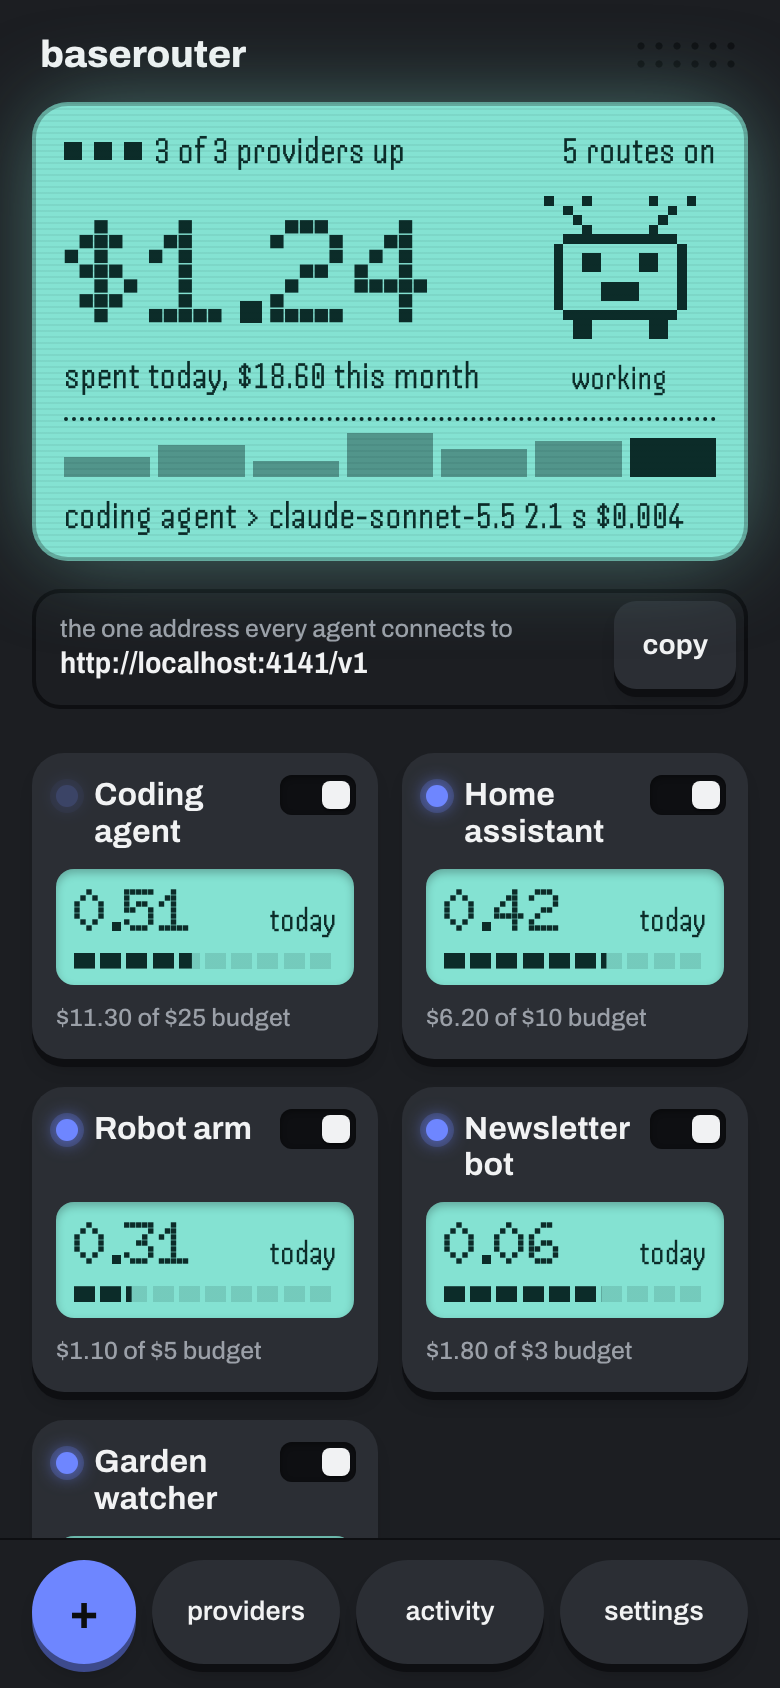 baserouter
3 of 3 providers up
5 routes on
$1.24
spent today, $18.60 this month
working
coding agent > claude-sonnet-5.5 2.1 s $0.004
the one address every agent connects to
http://localhost:4141/v1
copy
Coding
agent
0.51
today
$11.30 of $25 budget
Home
assistant
0.42
today
$6.20 of $10 budget
Robot arm
0.31
today
$1.10 of $5 budget
Newsletter
bot
0.06
today
$1.80 of $3 budget
Garden
watcher
+
providers
activity
settings